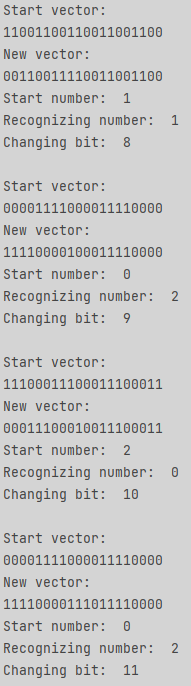 Start vector:
11001100110011001100
New vector:
00110011110011001100
Start number:  1
Recognizing number:  1
Changing bit:  8
Start vector:
00001111000011110000
New vector:
11110000100011110000
Start number:  0
Recognizing number:  2
Changing bit:  9
Start vector:
11100011100011100011
New vector:
00011100010011100011
Start number:  2
Recognizing number:  0
Changing bit:  10
Start vector:
00001111000011110000
New vector:
11110000111011110000
Start number:  0
Recognizing number:  2
Changing bit:  11